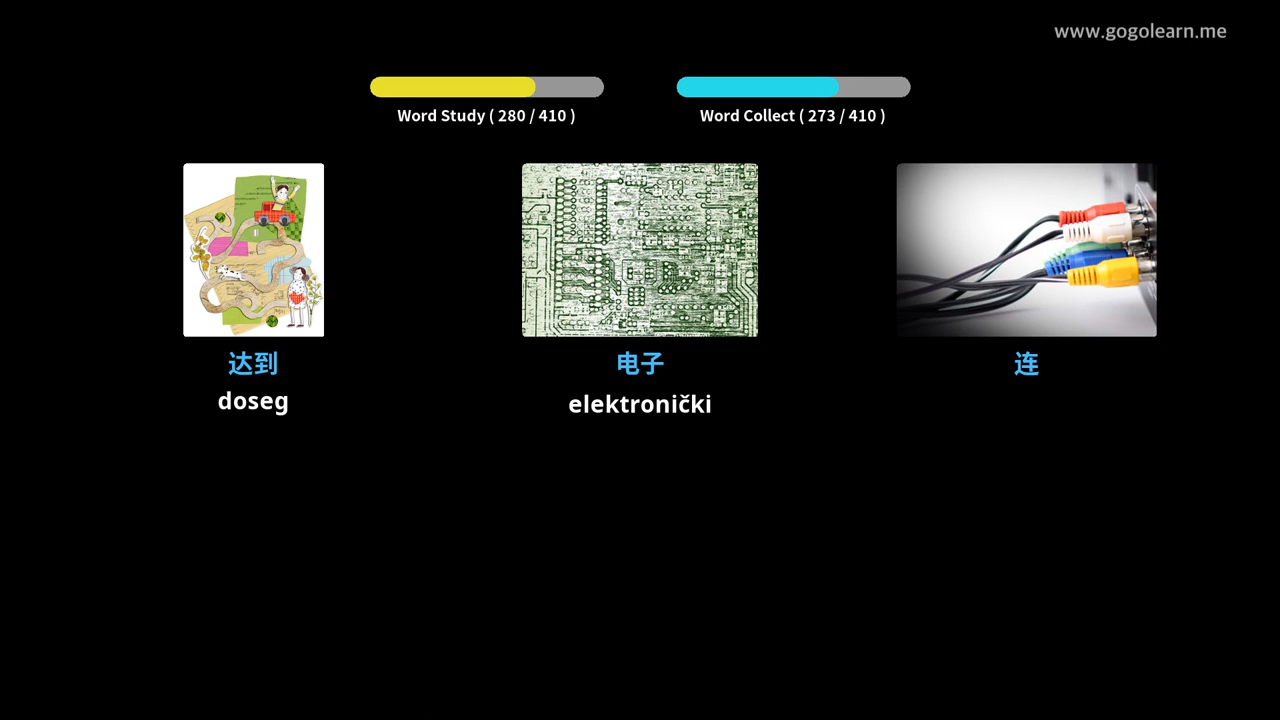 www.gogolearn.me
Word Study ( 280 / 410 )
Word Collect ( 273 / 410 )
达到
电子
连
doseg
elektronički